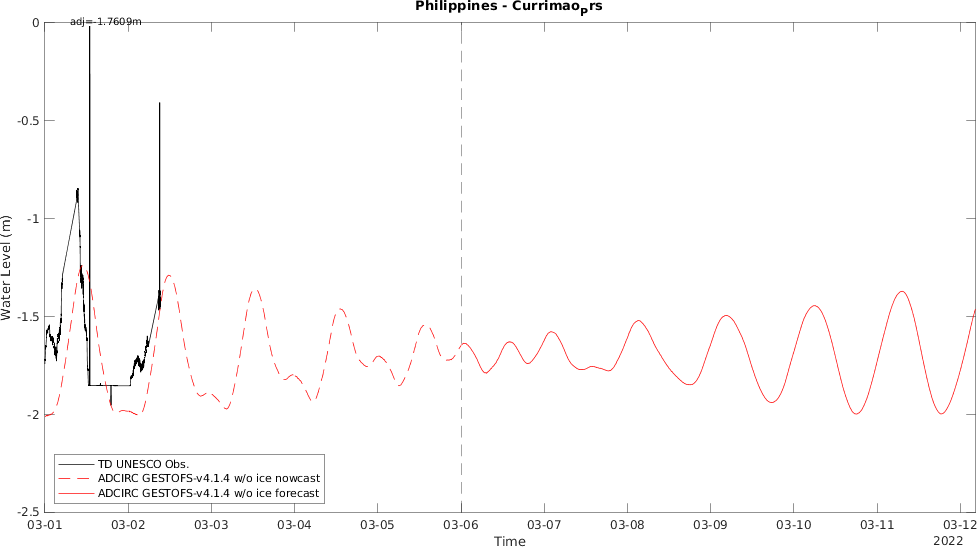 Philippines - Currimaoprs
adj=-1.7609m
0
-0.5
-1
-1.5
-2
-2.5
Water Level (m)
TD UNESCO Obs.
ADCIRC GESTOFS-v4.1.4 w/o ice nowcast
ADCIRC GESTOFS-v4.1.4 w/o ice forecast
03-01 03-02 03-03 03-04 03-05 03-06 03-07 03-08 03-09 03-10 03-11 03-12
Time
2022